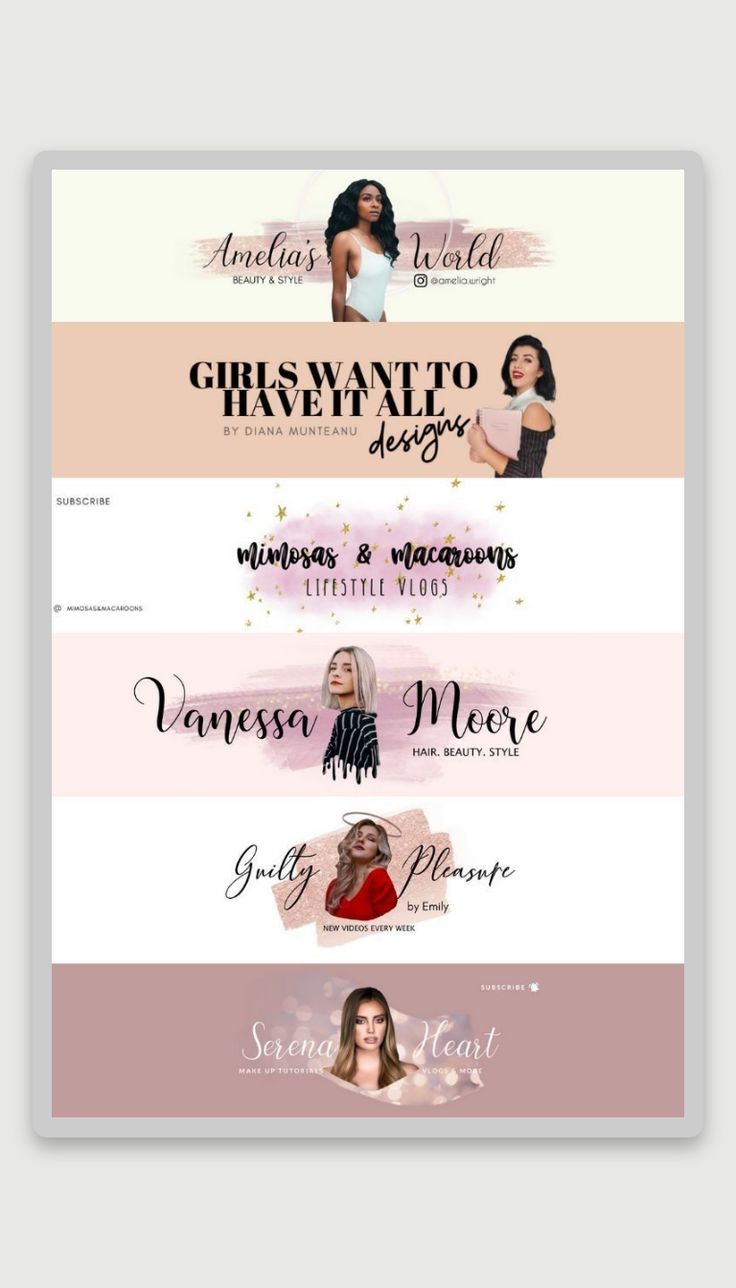 Amelia's World
BEAUTY & STYLE
@amelia.wright
GIRLS WANT TO
HAVE IT ALL
BY DIANA MUNTEANU
designs
SUBSCRIBE
mimosas & macaroons
LIFESTYLE VLOGS
@ MIMOSAS&MACAROONS
Vanessa Moore
HAIR. BEAUTY. STYLE
Guilty Pleasure
by Emily
NEW VIDEOS EVERY WEEK
SUBSCRIBE
Serena Heart
MAKE UP TUTORIALS
VLOGS & MORE